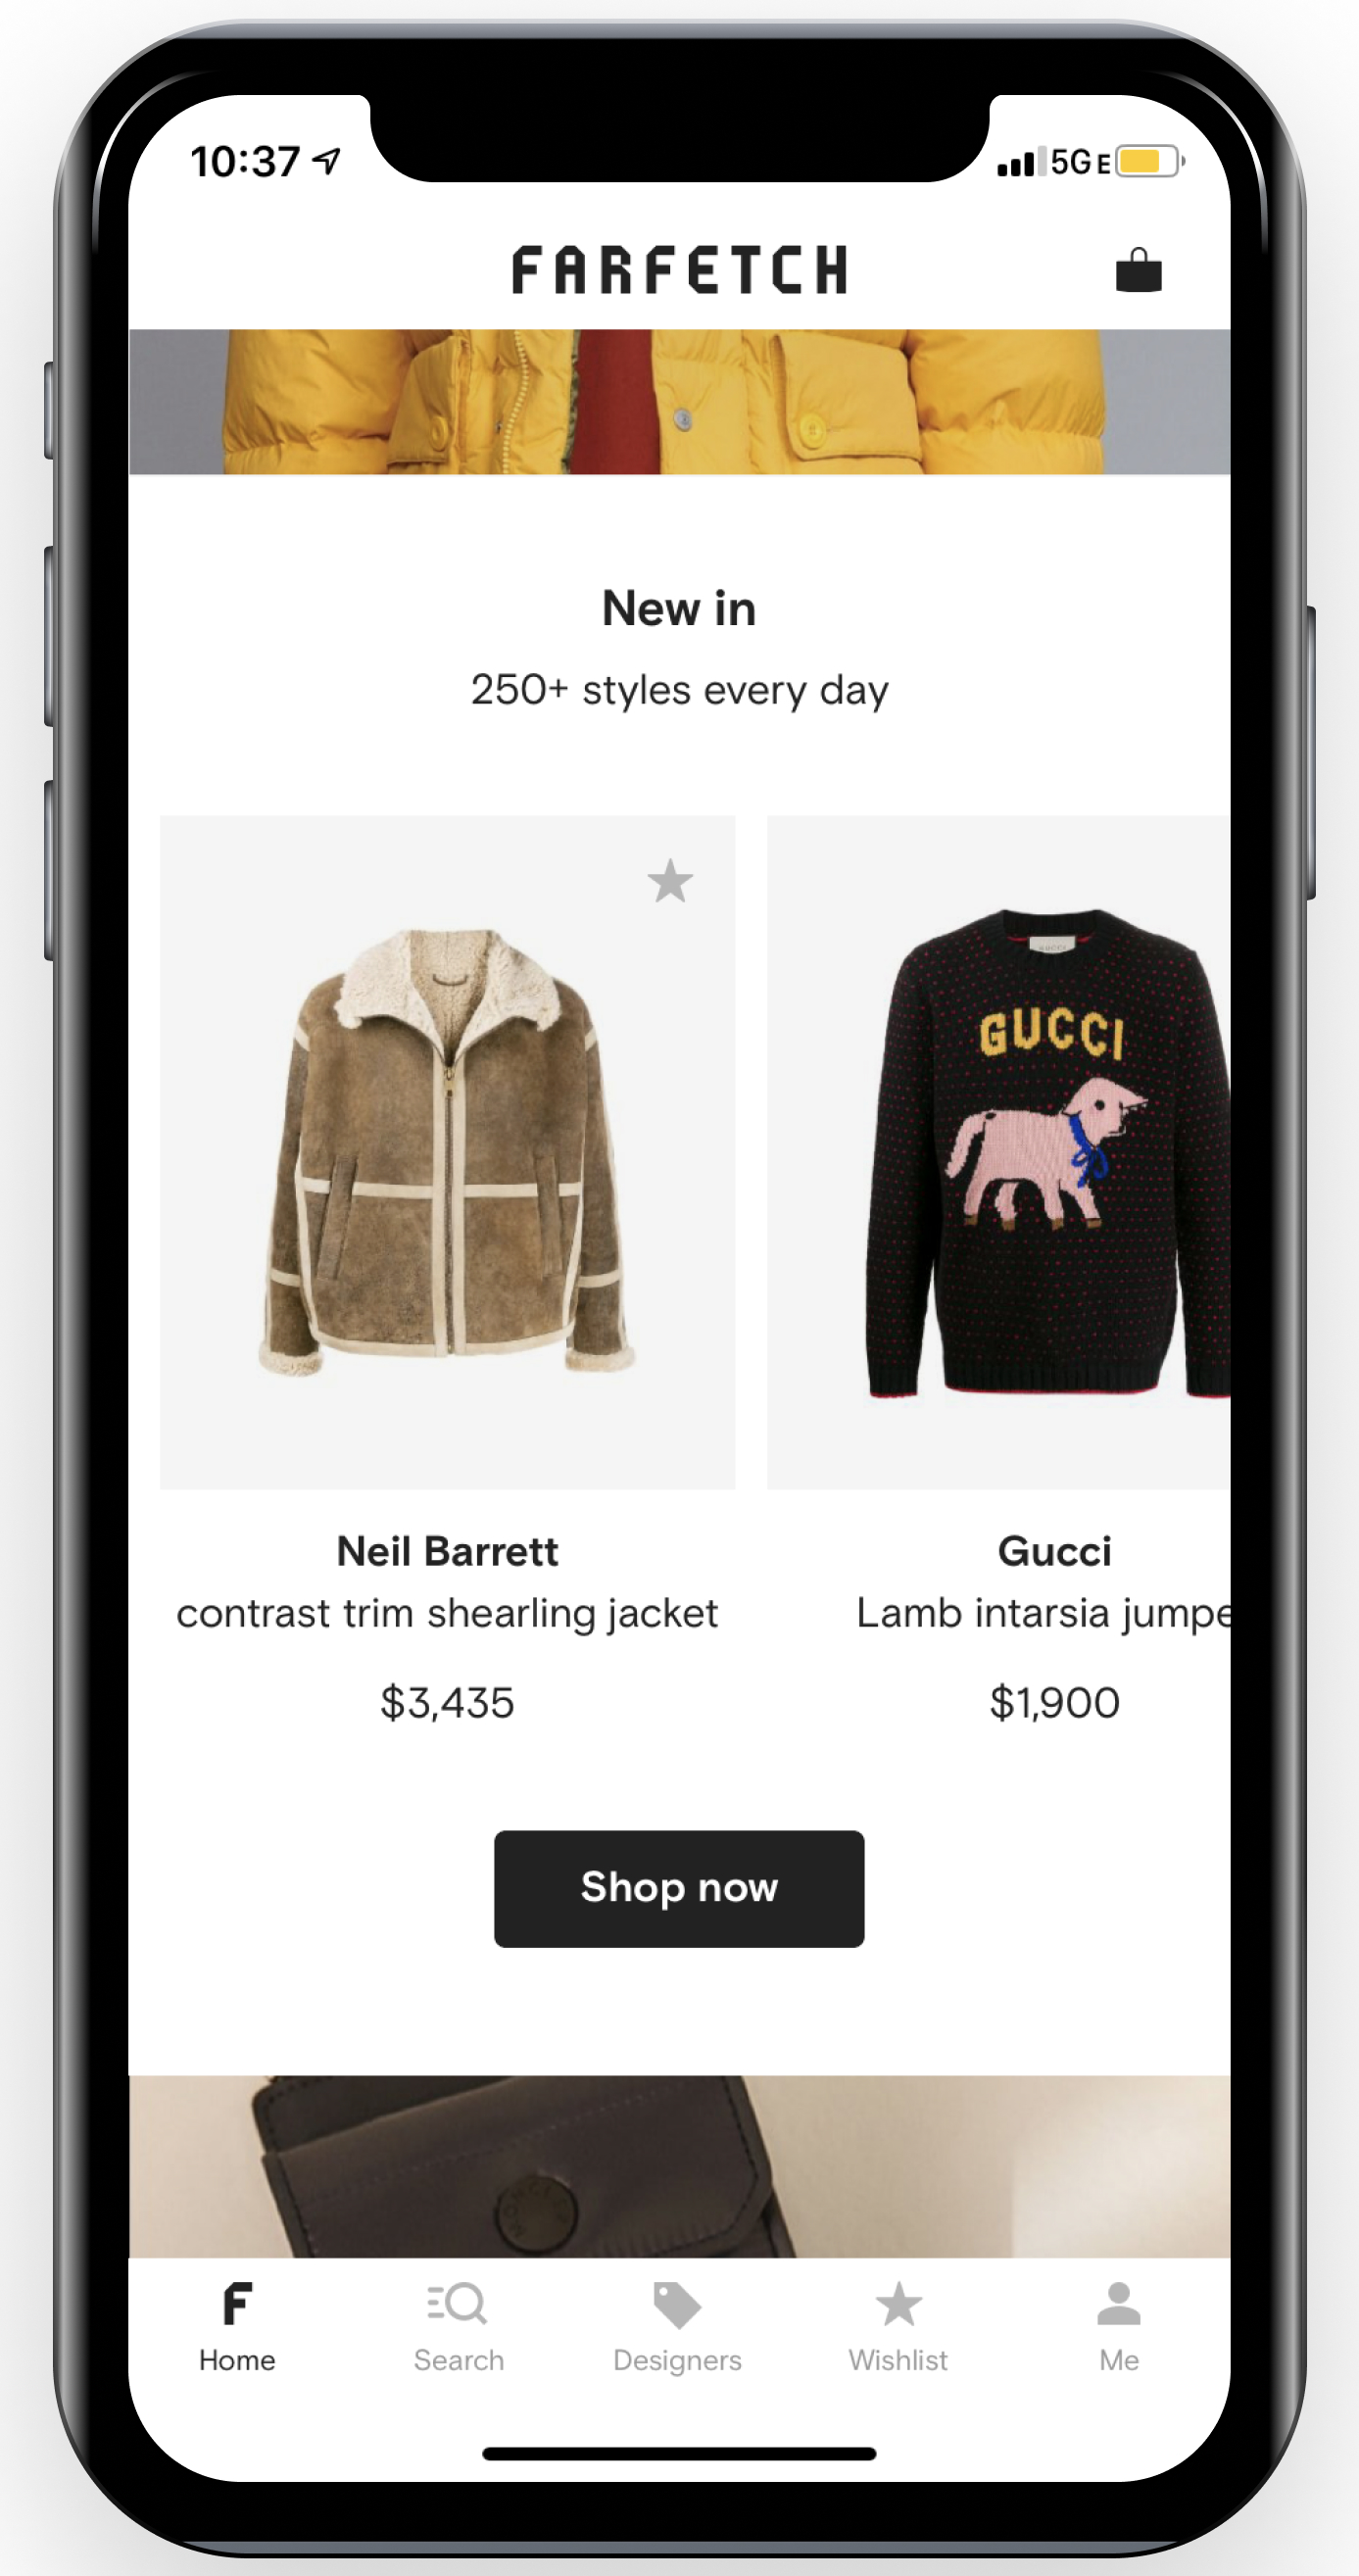 10:37
5G E
FARFETCH
New in
250+ styles every day
GUCCI
Neil Barrett
contrast trim shearling jacket
$3,435
Gucci
Lamb intarsia jumpe
$1,900
Shop now
Home
Search
Designers
Wishlist
Me